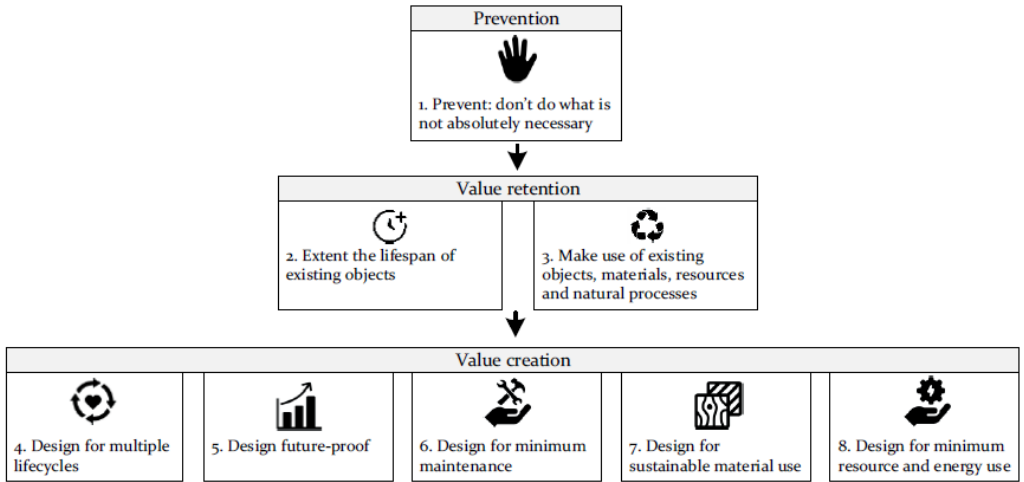 Prevention
1. Prevent: don't do what is
not absolutely necessary
Value retention
2. Extent the lifespan of
existing objects
3. Make use of existing
objects, materials, resources
and natural processes
Value creation
4. Design for multiple
lifecycles
5. Design future-proof
6. Design for minimum
maintenance
7. Design for
sustainable material use
8. Design for minimum
resource and energy use